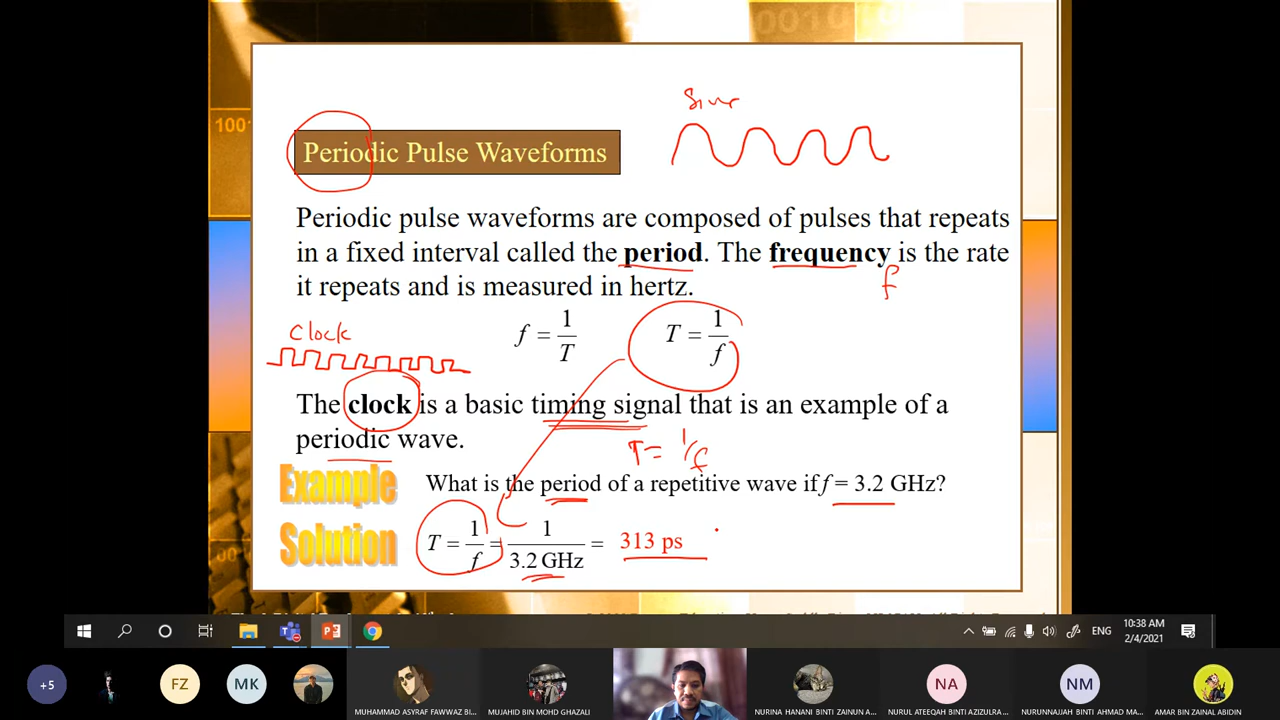 1001
001
Sine
Periodic Pulse Waveforms
Periodic pulse waveforms are composed of pulses that repeats
in a fixed interval called the period. The frequency is the rate
it repeats and is measured in hertz.
f
Clock
f = 1/T
T = 1/f
The clock is a basic timing signal that is an example of a
periodic wave.
T = 1/f
Example
What is the period of a repetitive wave if f = 3.2 GHz?
Solution
T = 1/f = 1/3.2 GHz = 313 ps
ENG
10:38 AM
2/4/2021
+5
FZ
MK
NA
NM
MUHAMMAD ASYRAF FAWWAZ BI...
MUJAHID BIN MOHD GHAZALI
NURINA HANANI BINTI ZAINUN A...
NURUL ATEEQAH BINTI AZIZULRA...
NURUNNAJJAH BINTI AHMAD MA...
AMAR BIN ZAINAL ABIDIN